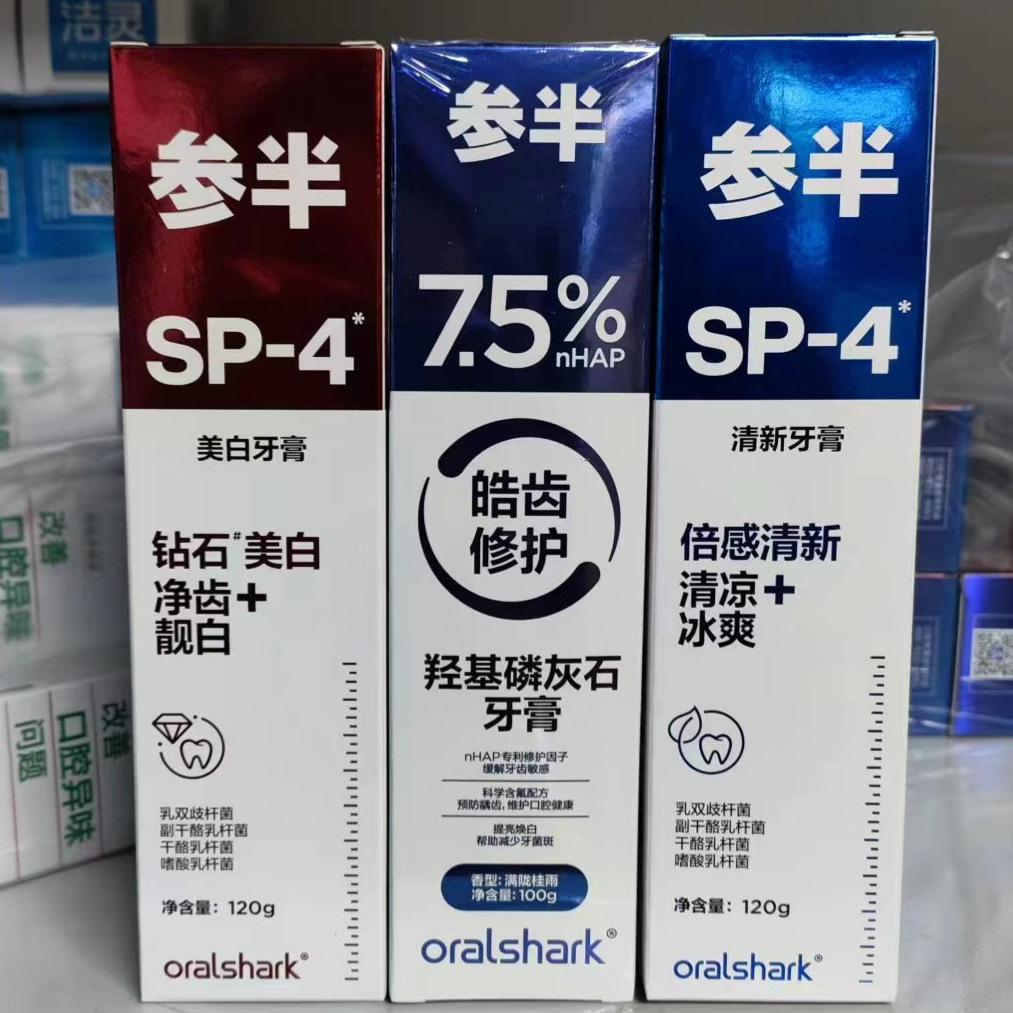 洁灵
参半
SP-4*
美白牙膏
钻石#美白
净齿+
靓白
乳双歧杆菌
副干酪乳杆菌
干酪乳杆菌
嗜酸乳杆菌
净含量：120g
oralshark®
参半
7.5%
nHAP
皓齿
修护
羟基磷灰石
牙膏
nHAP专利修护因子
缓解牙齿敏感
科学含氟配方
预防龋齿,维护口腔健康
提亮焕白
帮助减少牙菌斑
香型：满陇桂雨
净含量：100g
oralshark®
参半
SP-4*
清新牙膏
倍感清新
清凉+
冰爽
乳双歧杆菌
副干酪乳杆菌
干酪乳杆菌
嗜酸乳杆菌
净含量：120g
oralshark®
改善
口腔异味
改善
口腔异味
问题